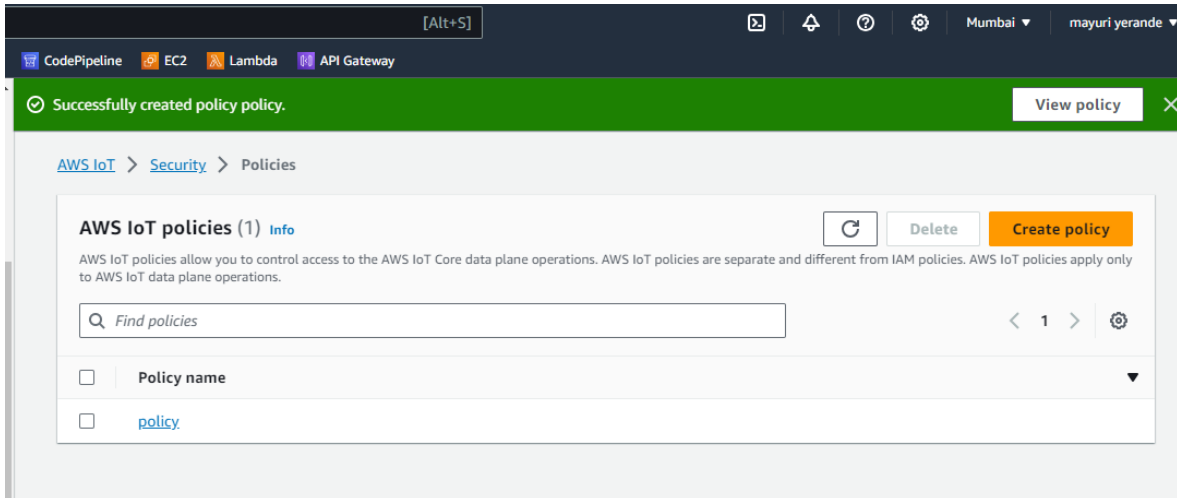 [Alt+S] Mumbai ▼ mayuri yerande ▼
CodePipeline EC2 Lambda API Gateway
Successfully created policy policy. View policy
AWS IoT > Security > Policies
AWS IoT policies (1) Info Delete Create policy
AWS IoT policies allow you to control access to the AWS IoT Core data plane operations. AWS IoT policies are separate and different from IAM policies. AWS IoT policies apply only
to AWS IoT data plane operations.
Find policies < 1 >
Policy name
policy